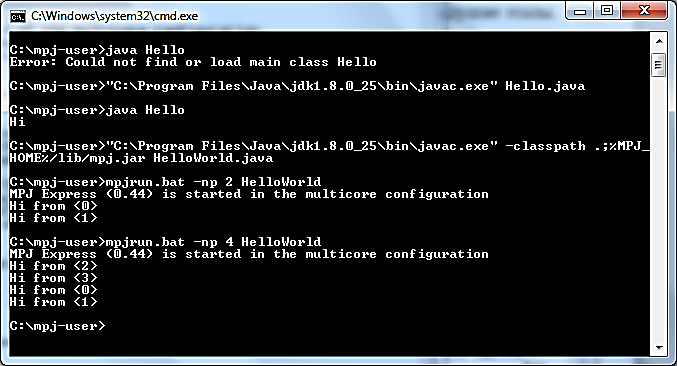 C:\Windows\system32\cmd.exe
C:\mpj-user>java Hello
Error: Could not find or load main class Hello
C:\mpj-user>"C:\Program Files\Java\jdk1.8.0_25\bin\javac.exe" Hello.java
C:\mpj-user>java Hello
Hi
C:\mpj-user>"C:\Program Files\Java\jdk1.8.0_25\bin\javac.exe" -classpath .;%MPJ_
HOME%/lib/mpj.jar HelloWorld.java
C:\mpj-user>mpjrun.bat -np 2 HelloWorld
MPJ Express (0.44) is started in the multicore configuration
Hi from <0>
Hi from <1>
C:\mpj-user>mpjrun.bat -np 4 HelloWorld
MPJ Express (0.44) is started in the multicore configuration
Hi from <2>
Hi from <3>
Hi from <0>
Hi from <1>
C:\mpj-user>